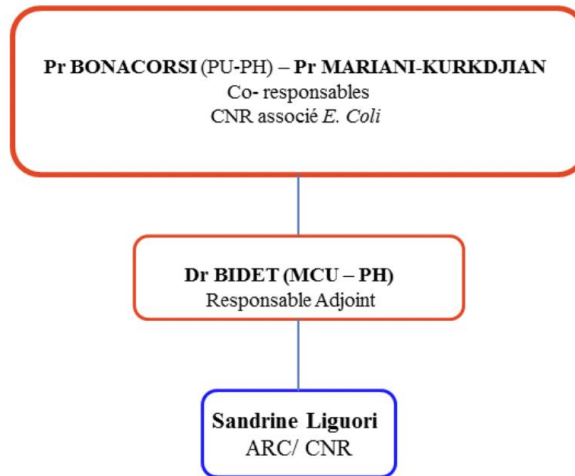 Pr BONACORSI (PU-PH) – Pr MARIANI-KURKDJIAN
Co- responsables
CNR associé E. Coli
Dr BIDET (MCU – PH)
Responsable Adjoint
Sandrine Liguori
ARC/ CNR